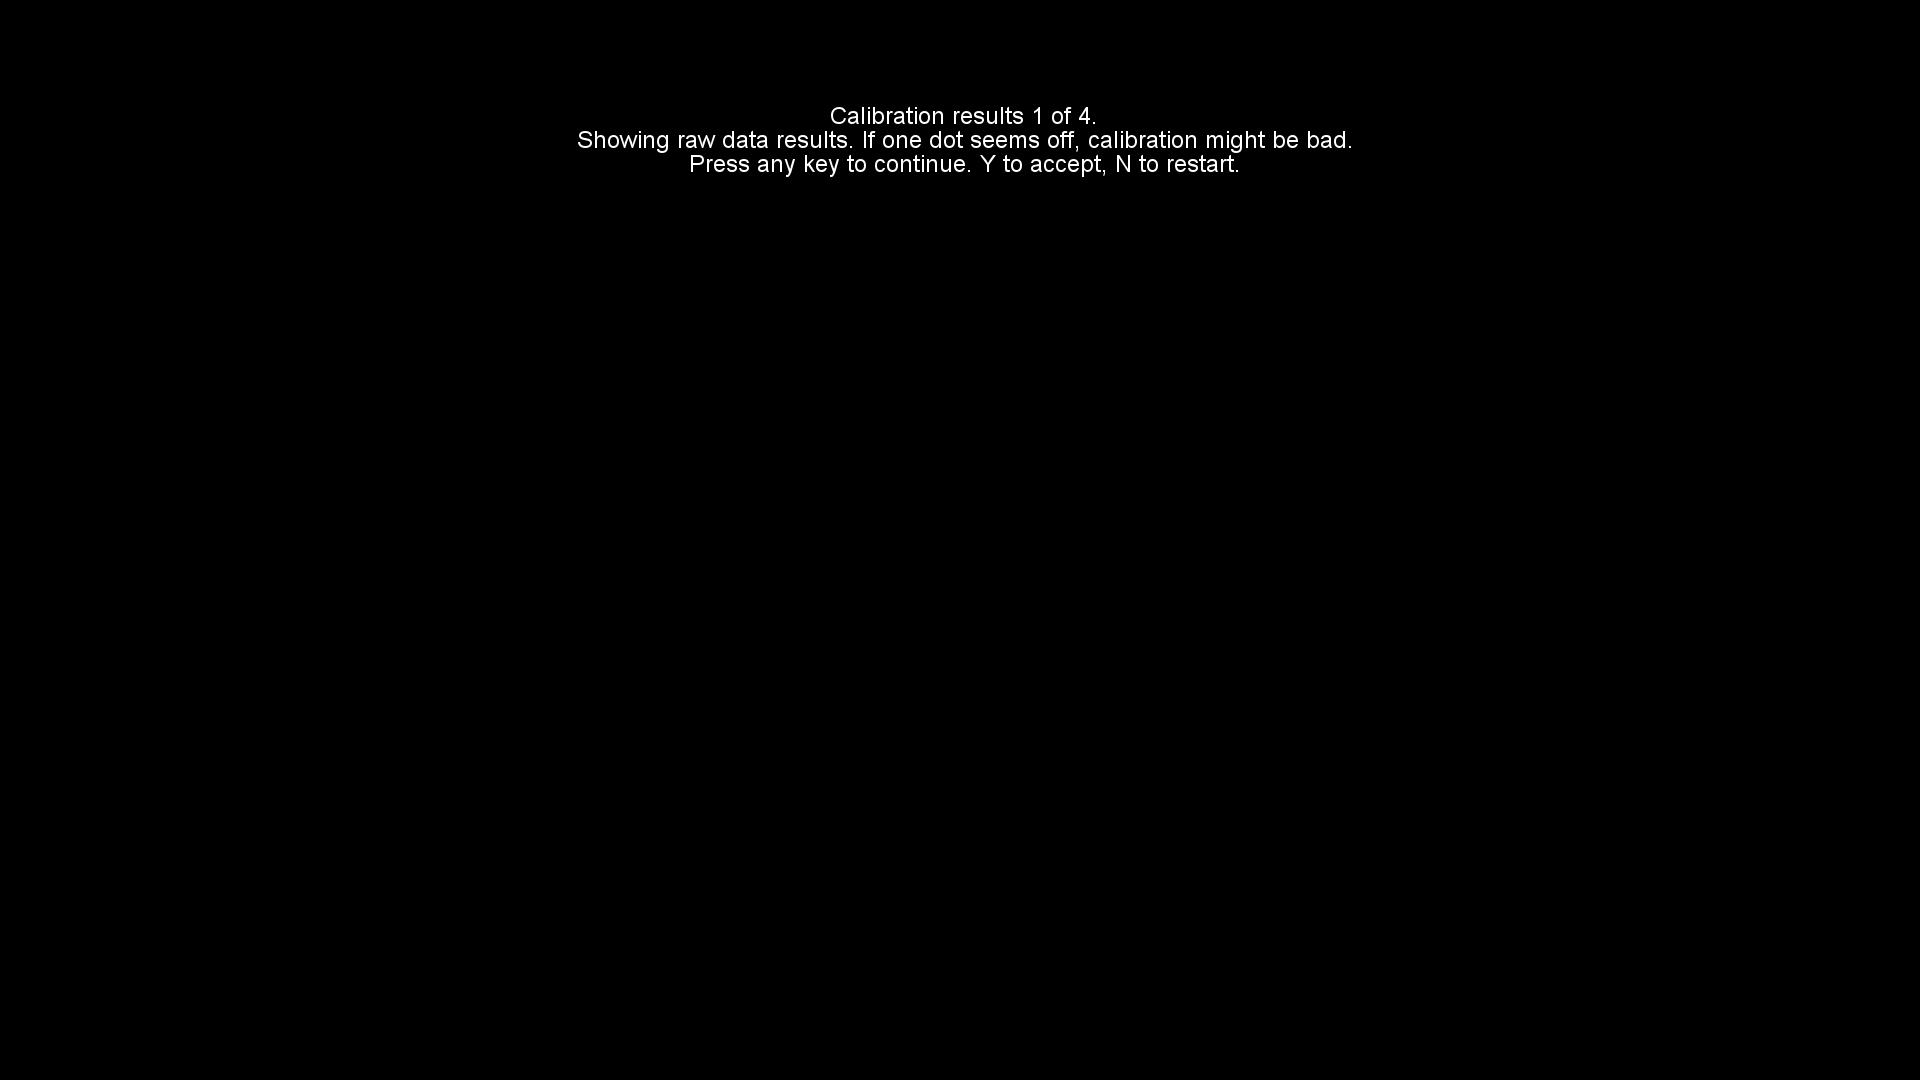 Calibration results 1 of 4.
Showing raw data results. If one dot seems off, calibration might be bad.
Press any key to continue. Y to accept, N to restart.